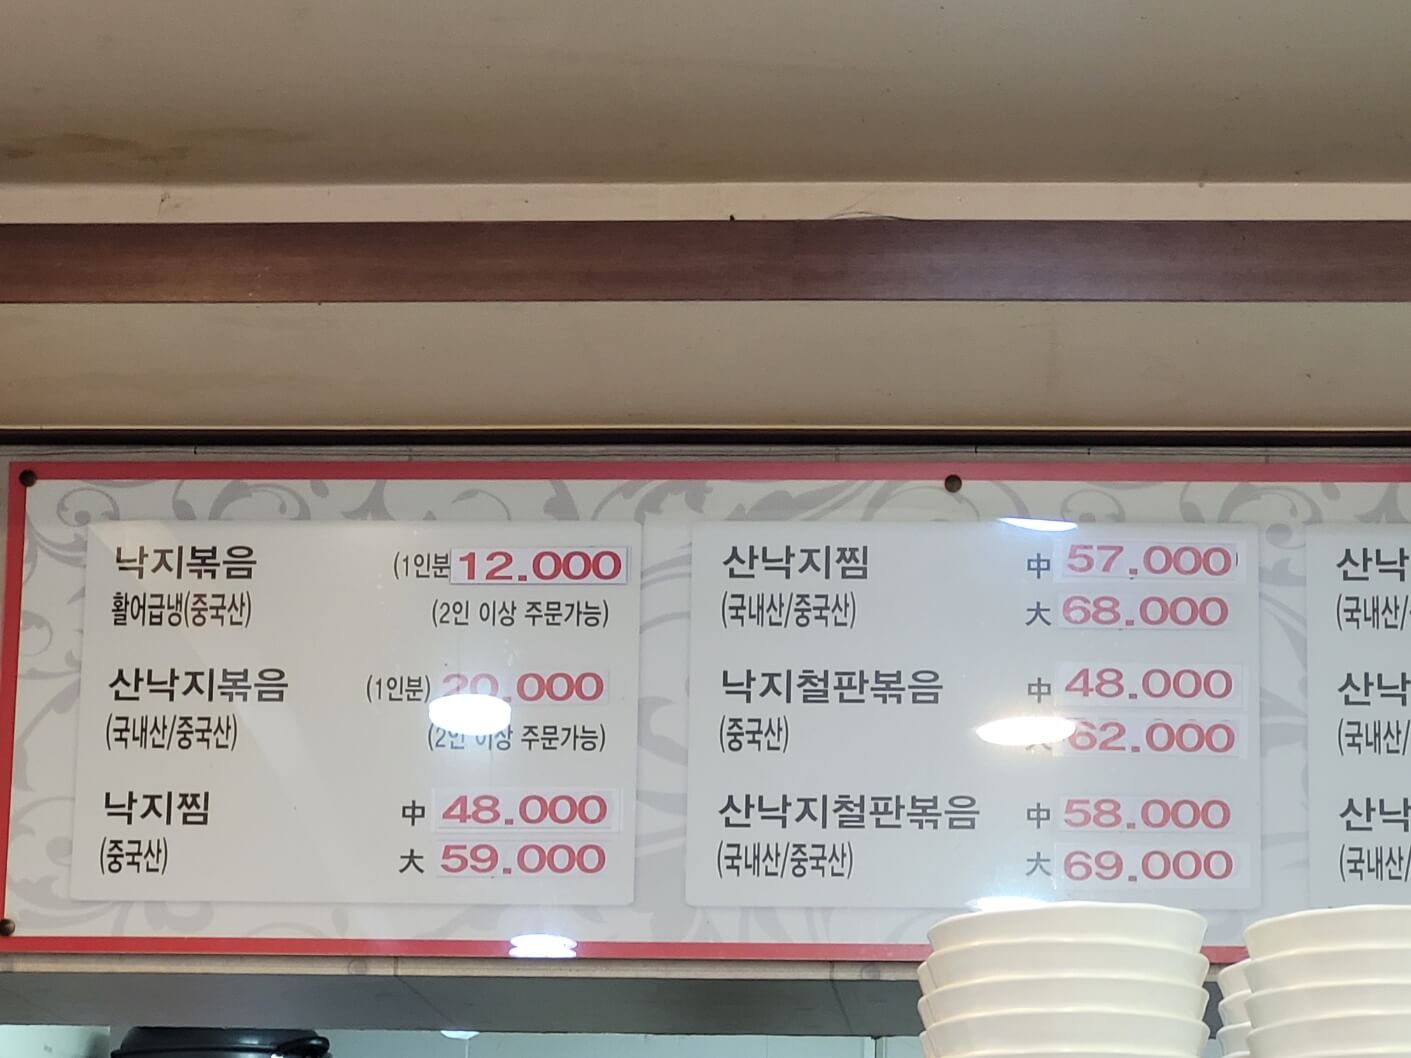 낙지볶음 (1인분 12.000
활어급냉(중국산) (2인 이상 주문가능)
산낙지볶음 (1인분) 20.000
(국내산/중국산) (2인 이상 주문가능)
낙지찜 中 48.000
(중국산) 大 59.000
산낙지찜 中 57.000
(국내산/중국산) 大 68.000
낙지철판볶음 中 48.000
(중국산) 62.000
산낙지철판볶음 中 58.000
(국내산/중국산) 大 69.000
산낙
(국내산/
산낙
(국내산/
산낙
(국내산/